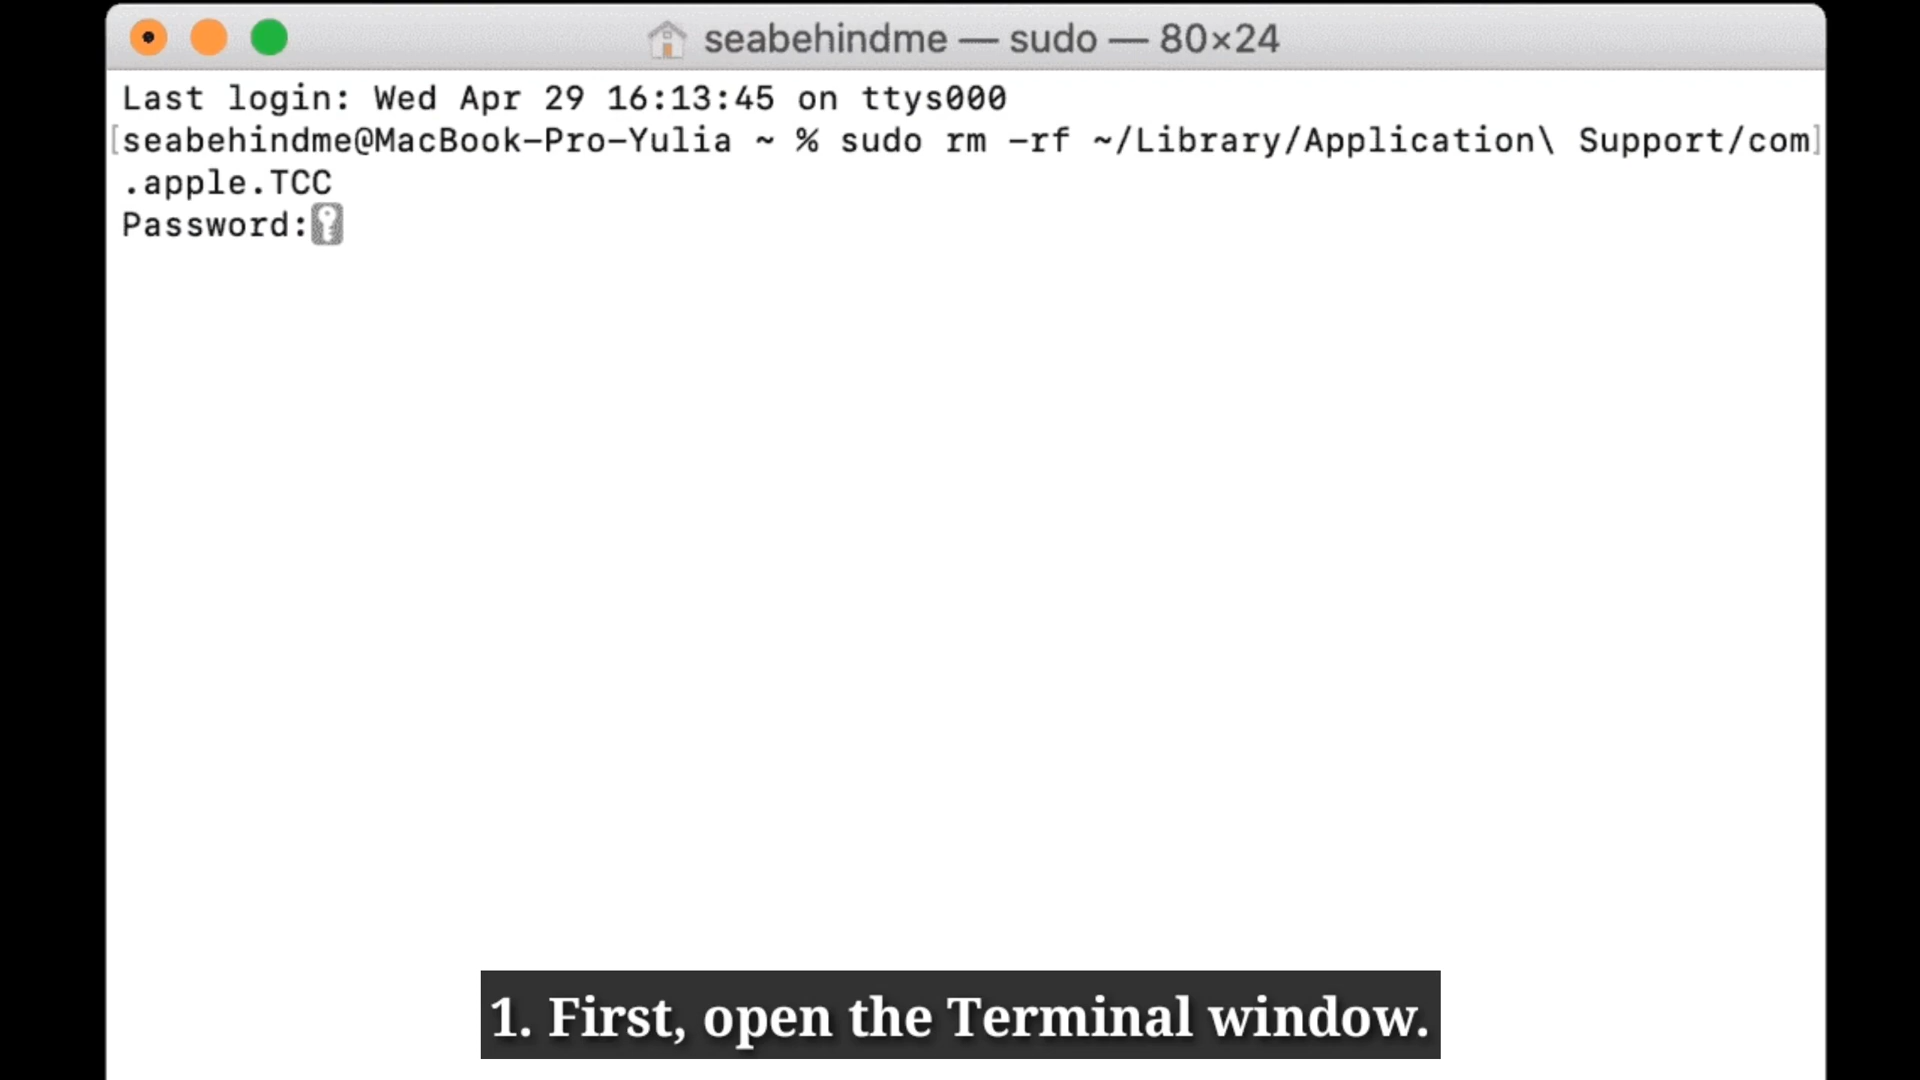 seabehindme — sudo — 80×24
Last login: Wed Apr 29 16:13:45 on ttys000
[seabehindme@MacBook-Pro-Yulia ~ % sudo rm -rf ~/Library/Application\ Support/com]
.apple.TCC
Password:
1. First, open the Terminal window.